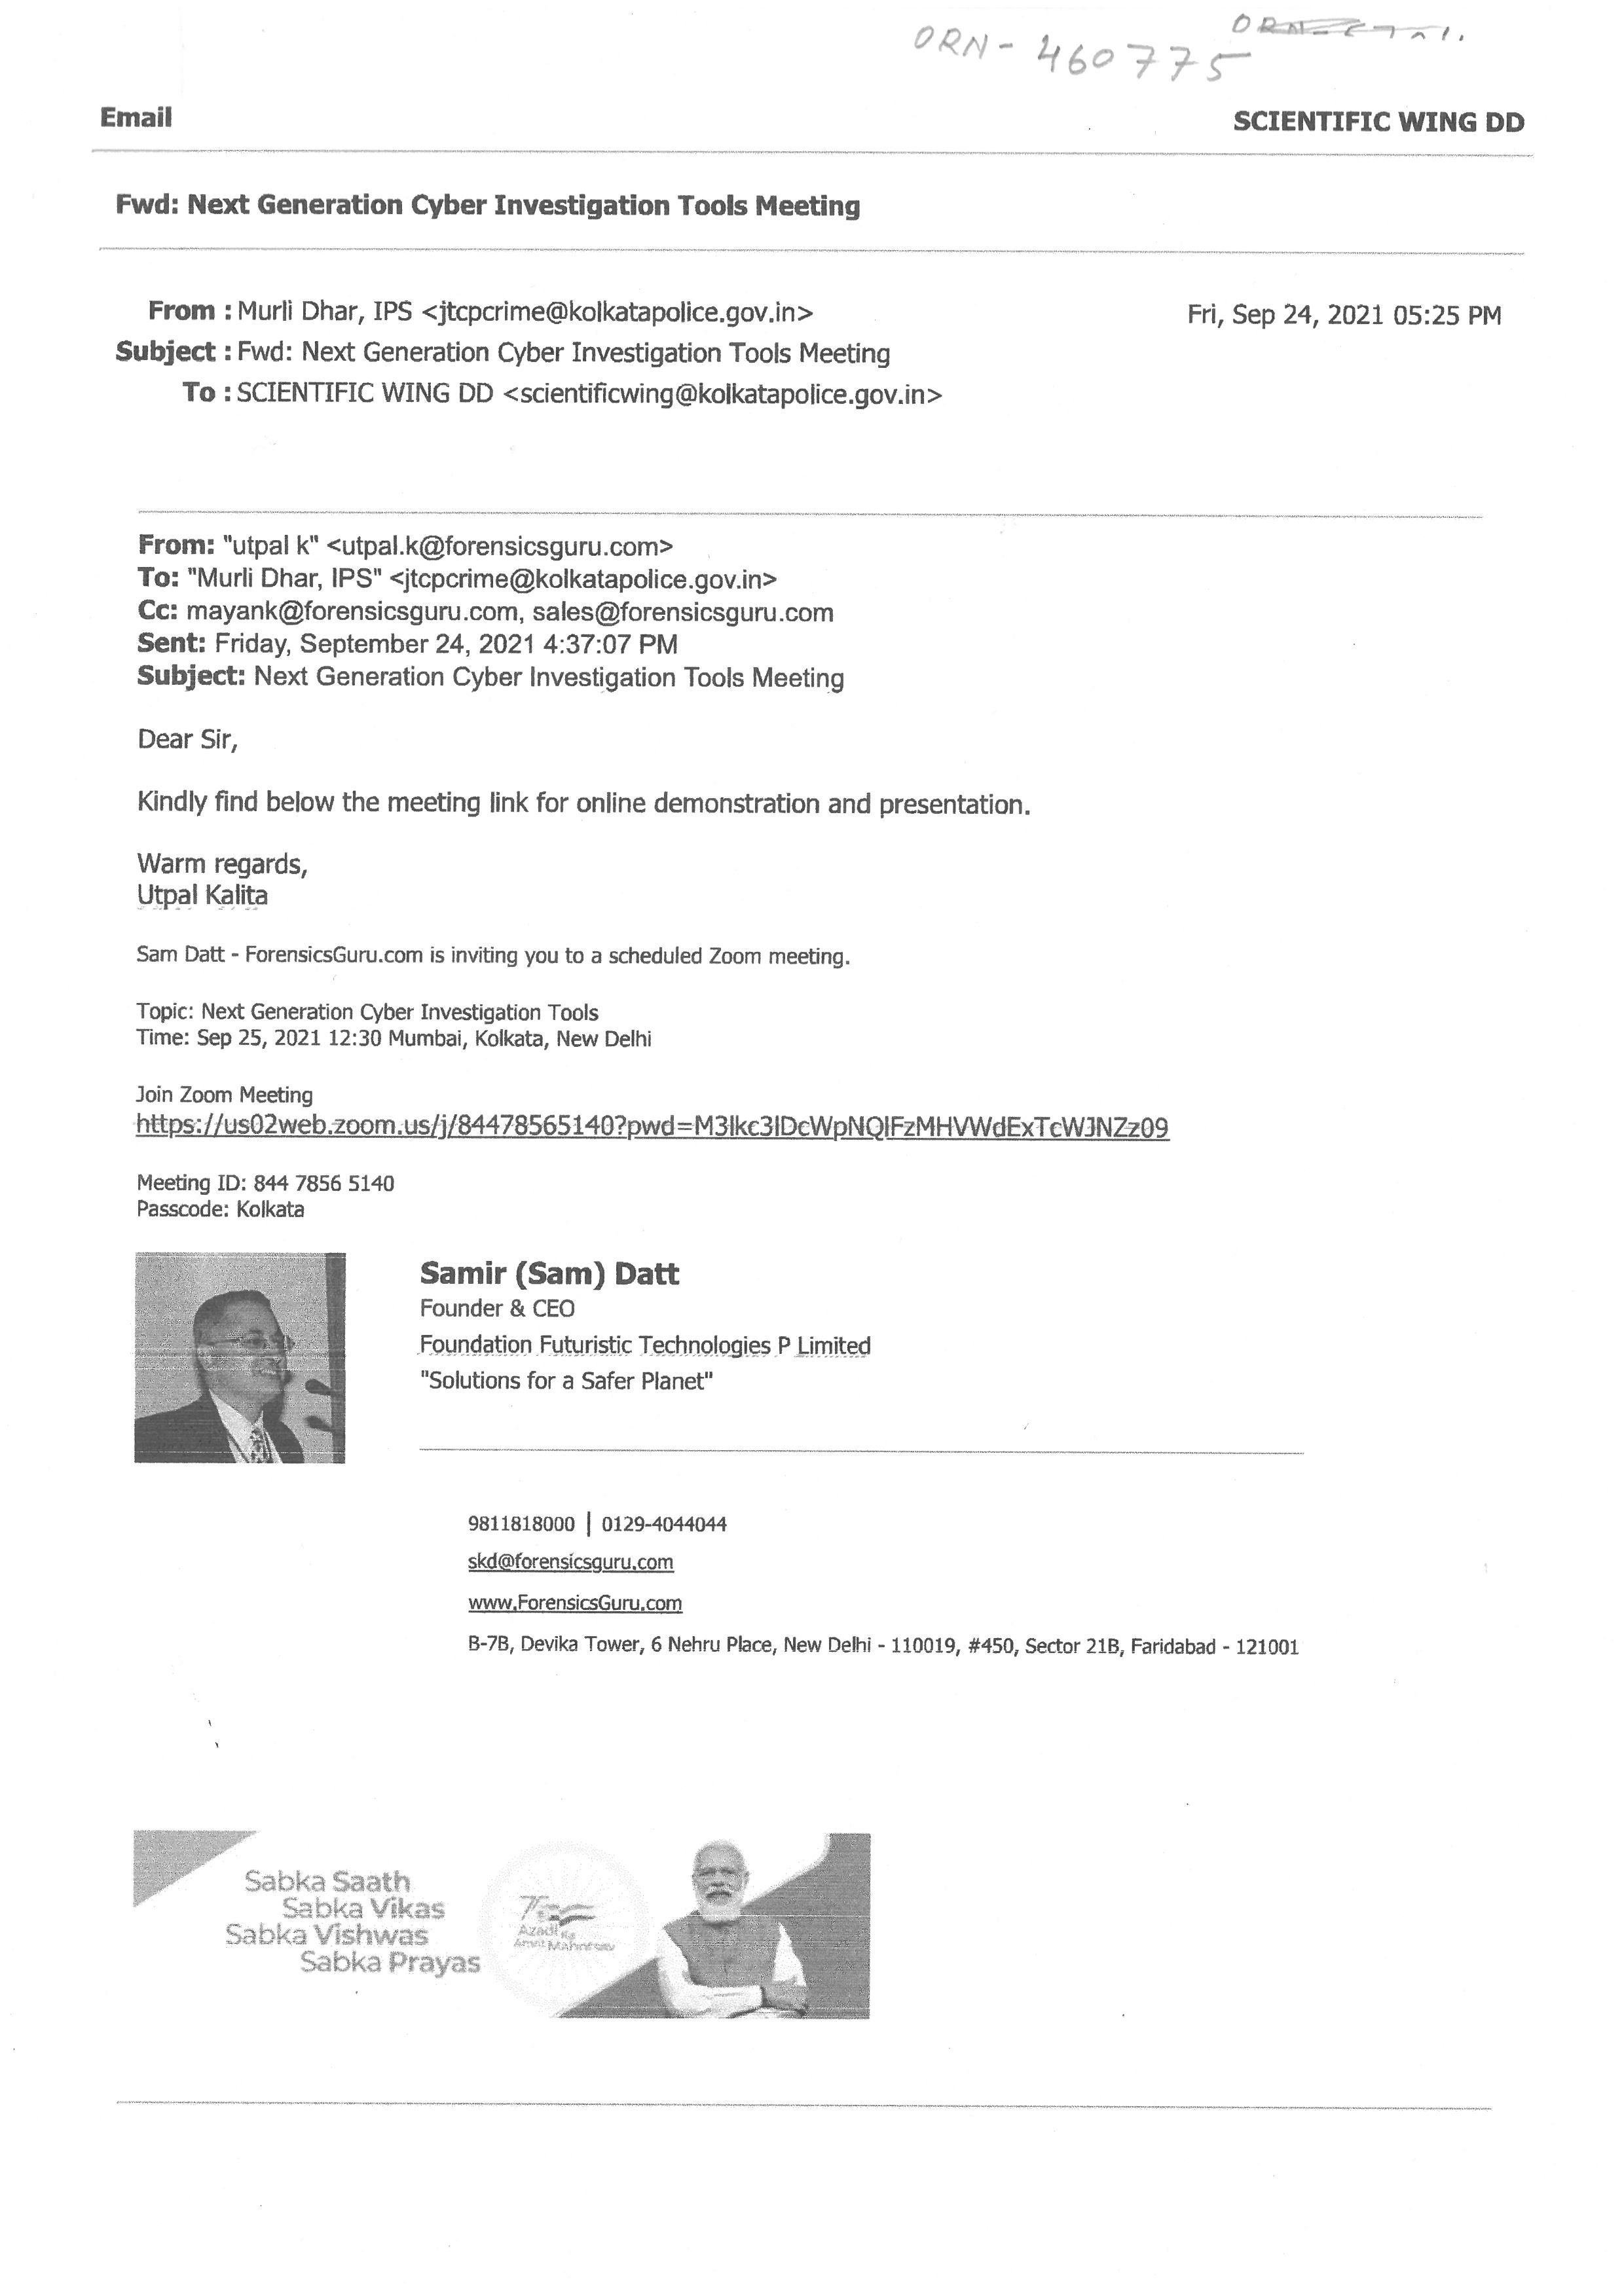 ORN - 460775
Email
SCIENTIFIC WING DD
Fwd: Next Generation Cyber Investigation Tools Meeting
From : Murli Dhar, IPS <jtcpcrime@kolkatapolice.gov.in>
Fri, Sep 24, 2021 05:25 PM
Subject : Fwd: Next Generation Cyber Investigation Tools Meeting
To : SCIENTIFIC WING DD <scientificwing@kolkatapolice.gov.in>
From: "utpal k" <utpal.k@forensicsguru.com>
To: "Murli Dhar, IPS" <jtcpcrime@kolkatapolice.gov.in>
Cc: mayank@forensicsguru.com, sales@forensicsguru.com
Sent: Friday, September 24, 2021 4:37:07 PM
Subject: Next Generation Cyber Investigation Tools Meeting
Dear Sir,
Kindly find below the meeting link for online demonstration and presentation.
Warm regards,
Utpal Kalita
Sam Datt - ForensicsGuru.com is inviting you to a scheduled Zoom meeting.
Topic: Next Generation Cyber Investigation Tools
Time: Sep 25, 2021 12:30 Mumbai, Kolkata, New Delhi
Join Zoom Meeting
https://us02web.zoom.us/j/84478565140?pwd=M3lkc3lDcWpNQlFzMHVWdExTcWJNZz09
Meeting ID: 844 7856 5140
Passcode: Kolkata
Samir (Sam) Datt
Founder & CEO
Foundation Futuristic Technologies P Limited
"Solutions for a Safer Planet"
9811818000 | 0129-4044044
skd@forensicsguru.com
www.ForensicsGuru.com
B-7B, Devika Tower, 6 Nehru Place, New Delhi - 110019, #450, Sector 21B, Faridabad - 121001
Sabka Saath
Sabka Vikas
Sabka Vishwas
Sabka Prayas
75
Azadi Ka
Amrit Mahotsav